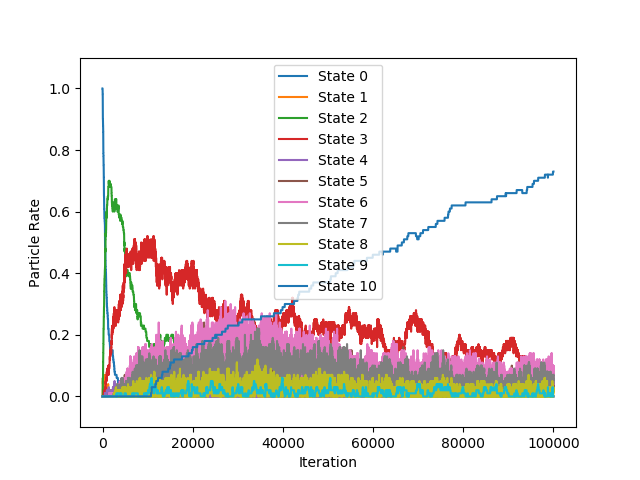 State 0
State 1
State 2
State 3
State 4
State 5
State 6
State 7
State 8
State 9
State 10
1.0
0.8
0.6
0.4
0.2
0.0
Particle Rate
0 20000 40000 60000 80000 100000
Iteration